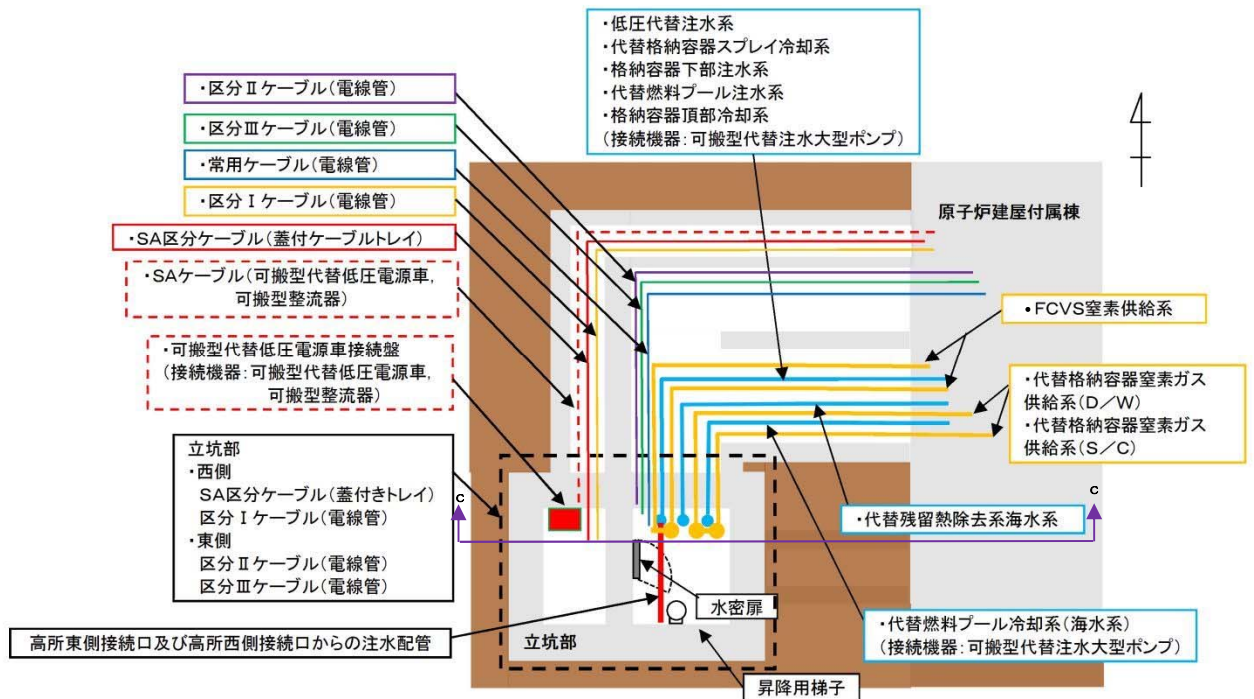 ・低圧代替注水系
・代替格納容器スプレイ冷却系
・格納容器下部注水系
・代替燃料プール注水系
・格納容器頂部冷却系
(接続機器:可搬型代替注水大型ポンプ)
・区分Ⅱケーブル(電線管)
・区分Ⅲケーブル(電線管)
・常用ケーブル(電線管)
・区分Ⅰケーブル(電線管)
・SA区分ケーブル(蓋付ケーブルトレイ)
・SAケーブル(可搬型代替低圧電源車,
可搬型整流器)
・可搬型代替低圧電源車接続盤
(接続機器:可搬型代替低圧電源車,
可搬型整流器)
立坑部
・西側
SA区分ケーブル(蓋付きトレイ)
区分Ⅰケーブル(電線管)
・東側
区分Ⅱケーブル(電線管)
区分Ⅲケーブル(電線管)
高所東側接続口及び高所西側接続口からの注水配管
原子炉建屋付属棟
・FCVS窒素供給系
・代替格納容器窒素ガス
供給系(D/W)
・代替格納容器窒素ガス
供給系(S/C)
C
C
・代替残留熱除去系海水系
水密扉
・代替燃料プール冷却系(海水系)
(接続機器:可搬型代替注水大型ポンプ)
立坑部
昇降用梯子